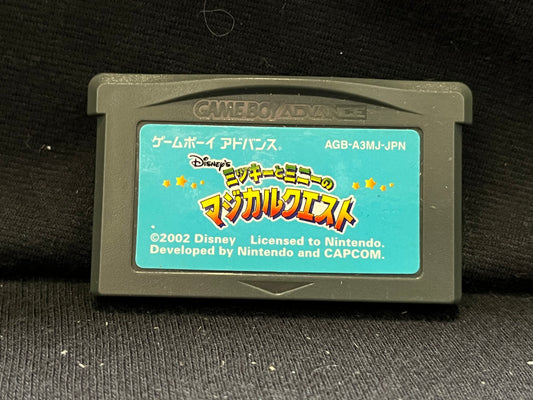 GAME BOY ADVANCE
ゲームボーイ アドバンス® AGB-A3MJ-JPN
Disney's
ミッキーとミニーの
マジカルクエスト
©2002 Disney Licensed to Nintendo.
Developed by Nintendo and CAPCOM.